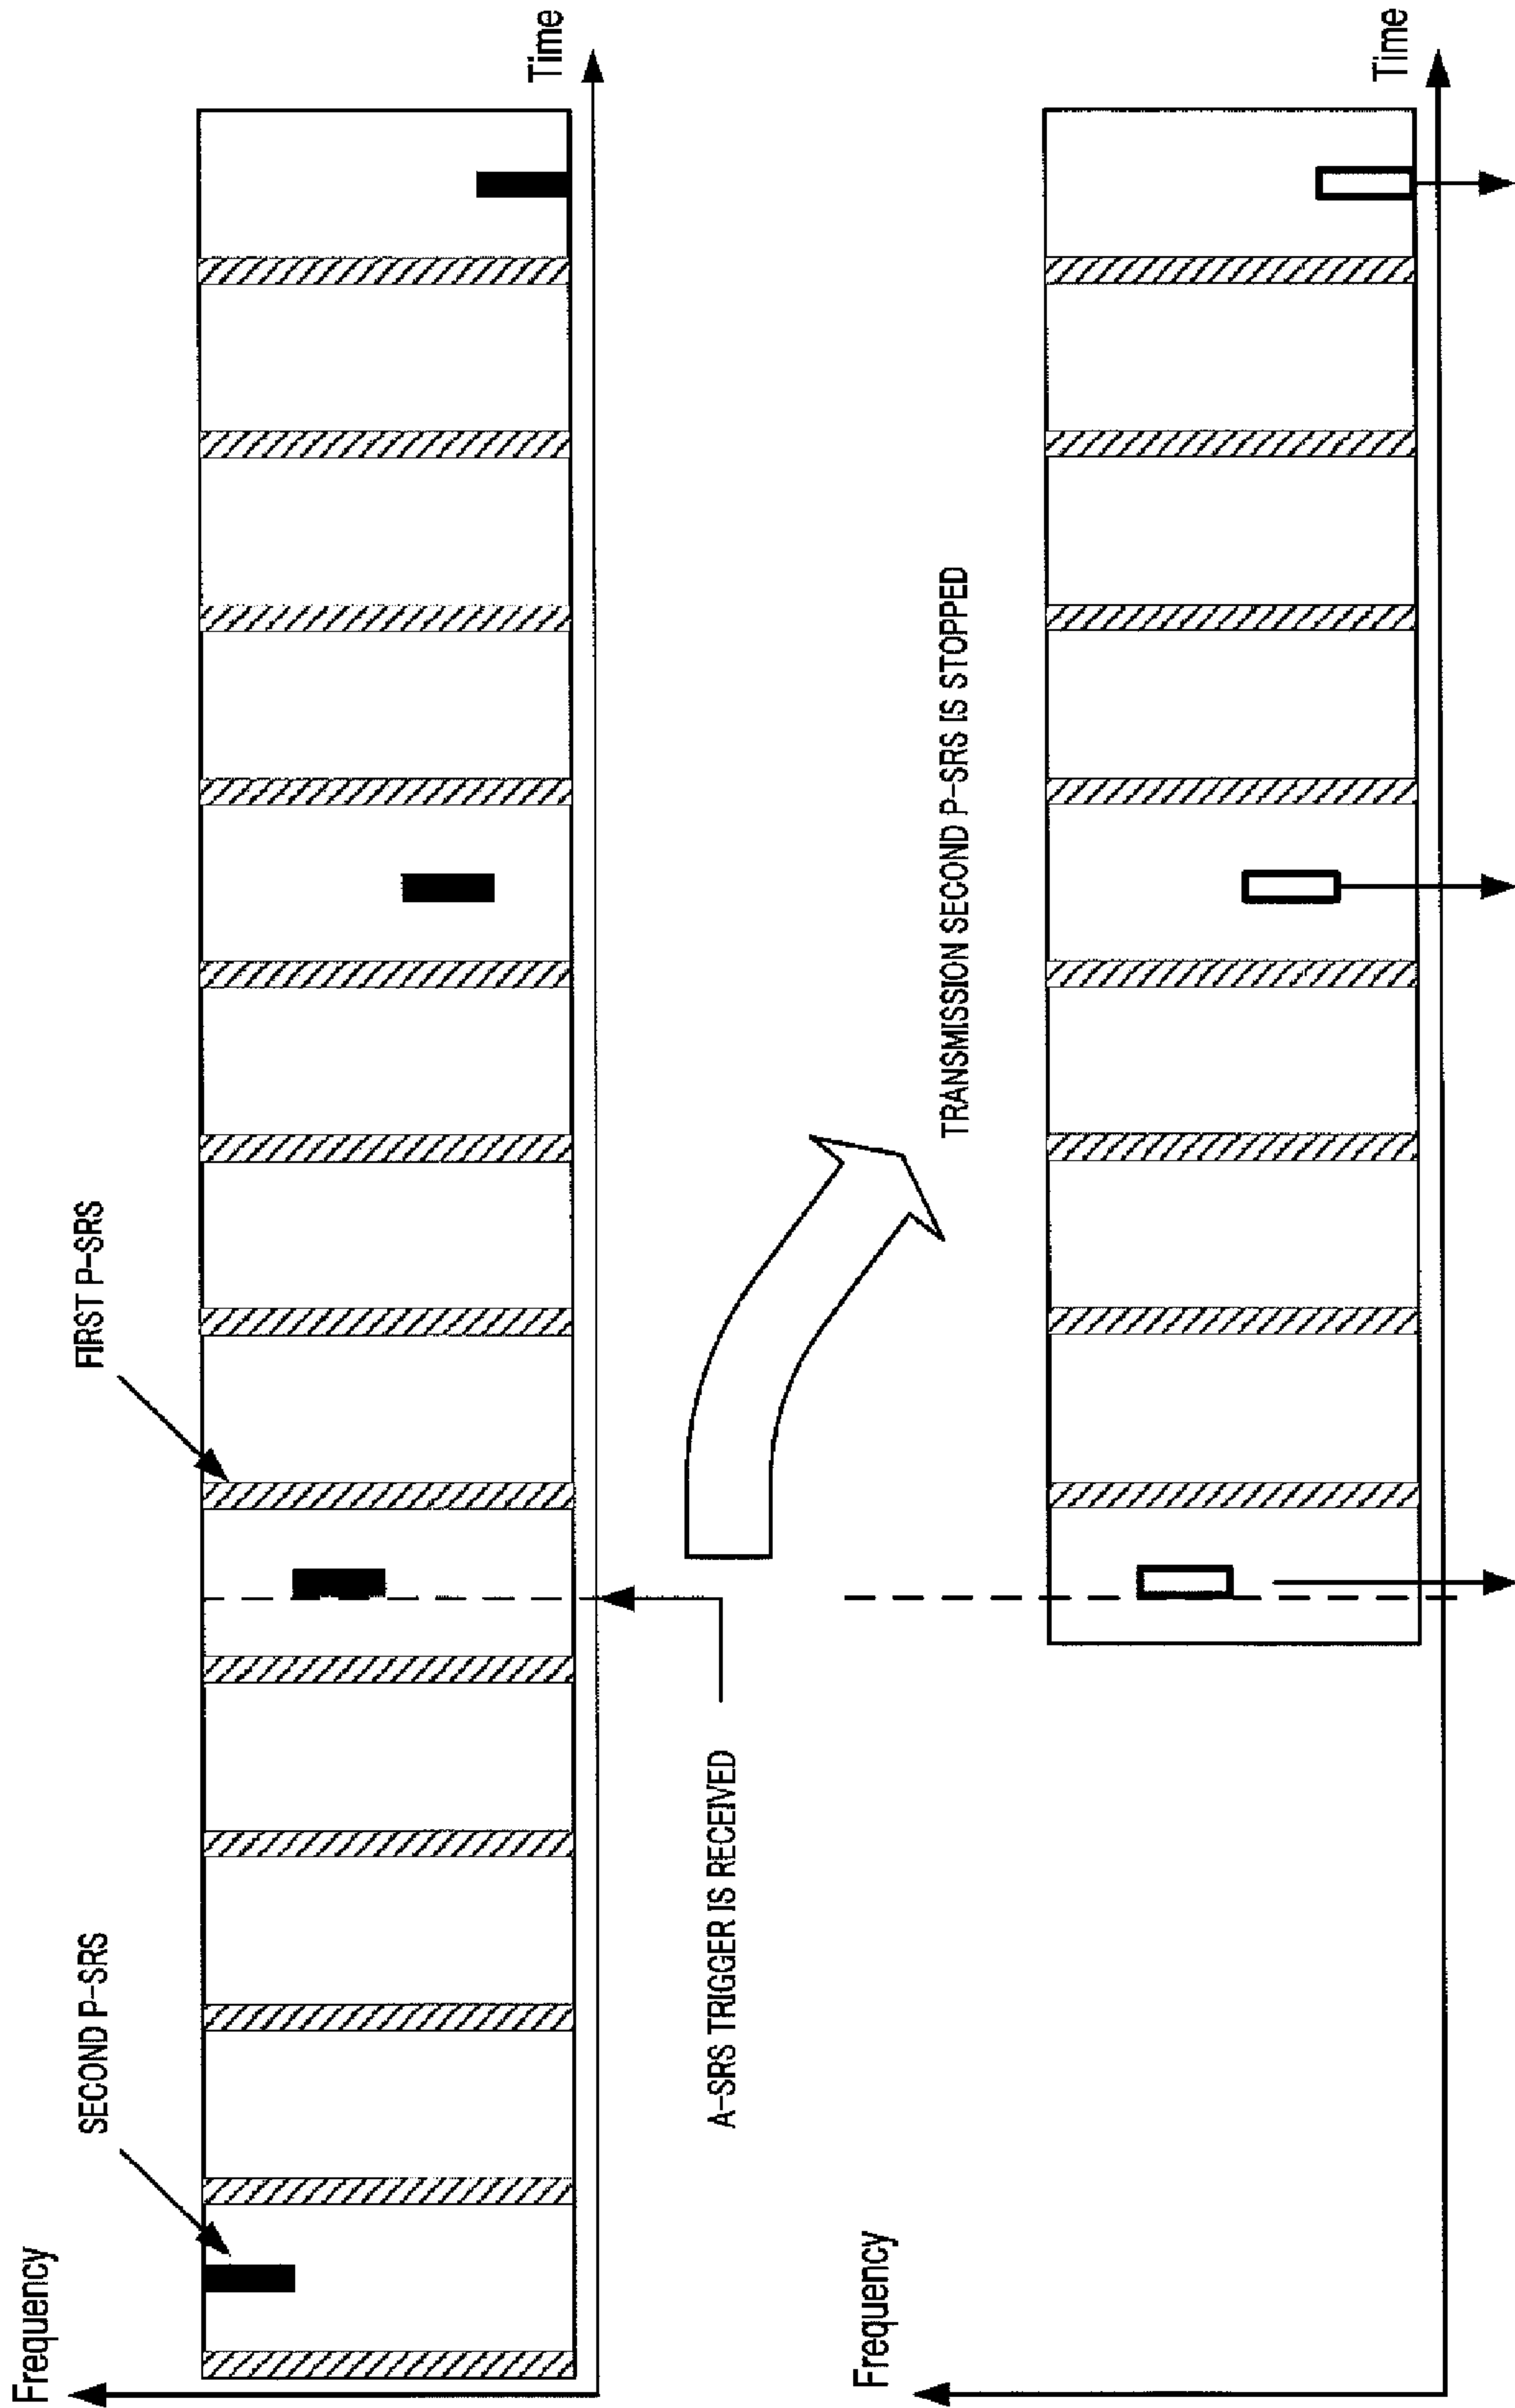 Frequency
SECOND P-SRS
FIRST P-SRS
Time
A-SRS TRIGGER IS RECEIVED
TRANSMISSION SECOND P-SRS IS STOPPED
Frequency
Time